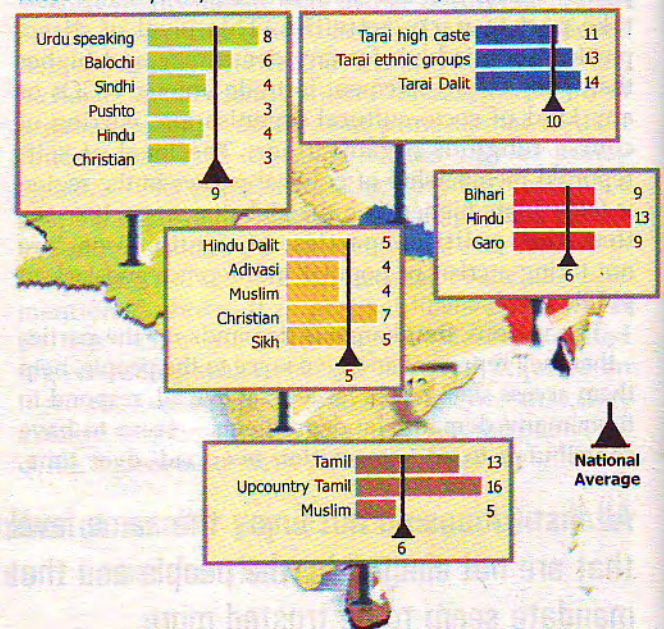 Urdu speaking 8
Balochi 6
Sindhi 4
Pushto 3
Hindu 4
Christian 3
9
Tarai high caste 11
Tarai ethnic groups 13
Tarai Dalit 14
10
Bihari 9
Hindu 13
Garo 9
6
Hindu Dalit 5
Adivasi 4
Muslim 4
Christian 7
Sikh 5
5
Tamil 13
Upcountry Tamil 16
Muslim 5
6
National
Average